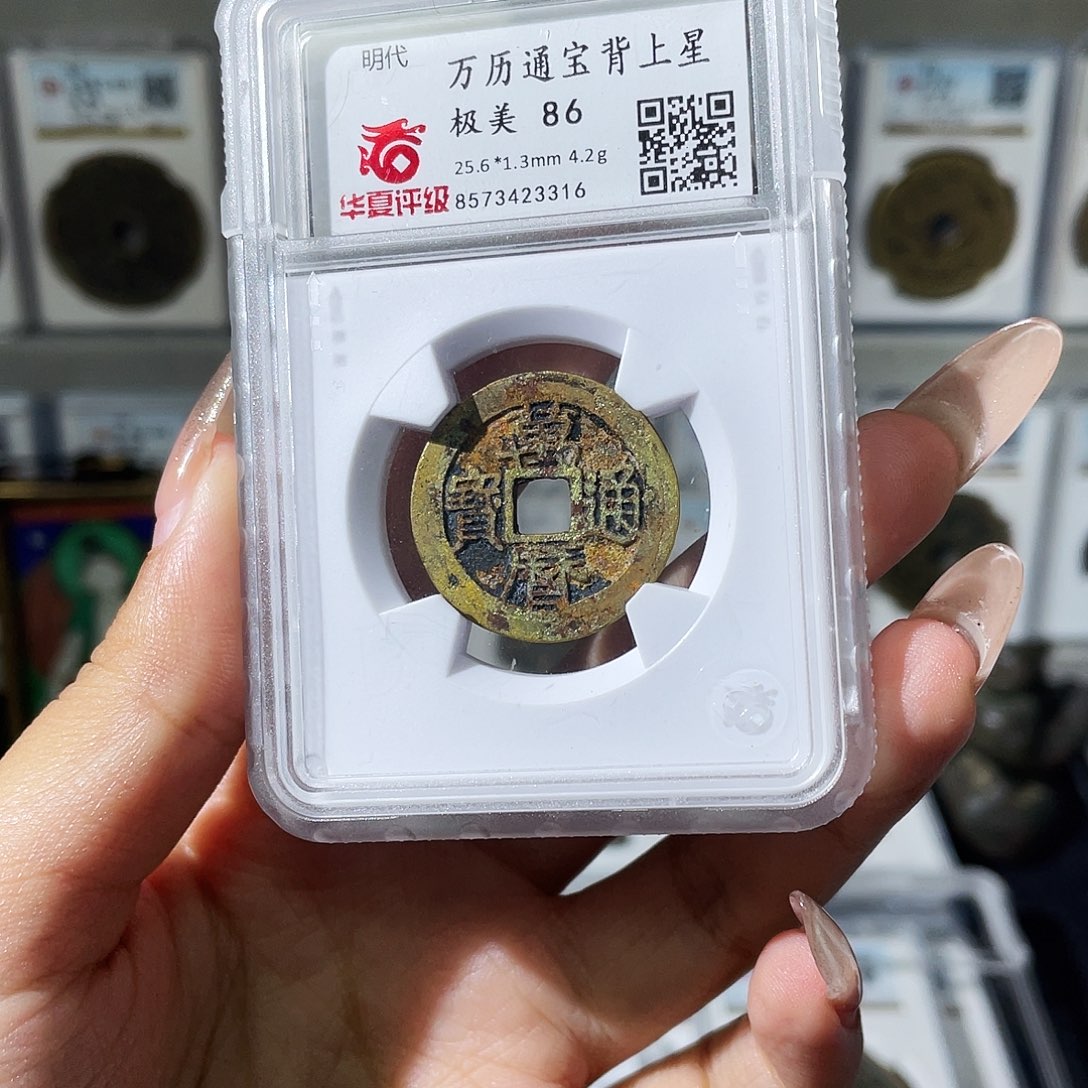 明代
万历通宝背上星
极美 86
25.6*1.3mm 4.2g
华夏评级 8573423316
萬曆通寶